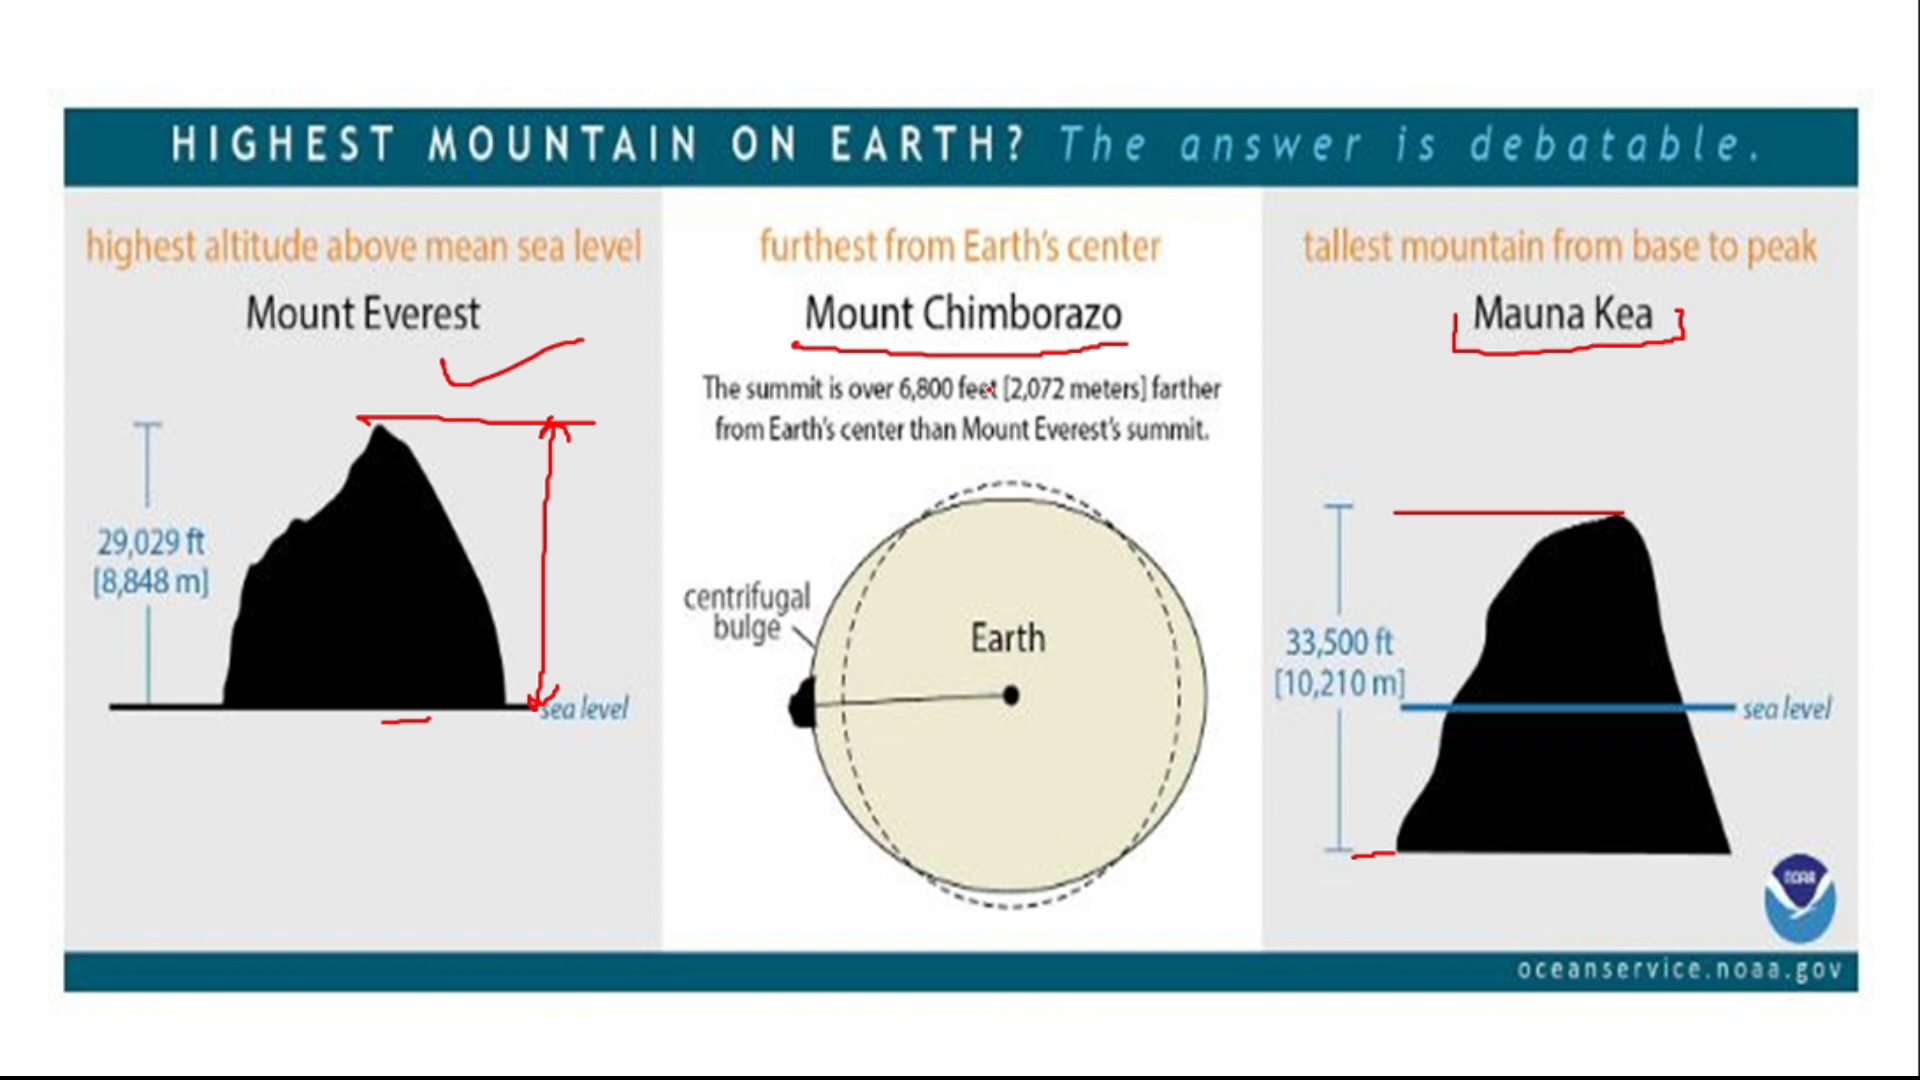 HIGHEST MOUNTAIN ON EARTH? The answer is debatable.
highest altitude above mean sea level
Mount Everest
29,029 ft
[8,848 m]
sea level
furthest from Earth's center
Mount Chimborazo
The summit is over 6,800 feet [2,072 meters] farther
from Earth's center than Mount Everest's summit.
centrifugal
bulge
Earth
tallest mountain from base to peak
Mauna Kea
33,500 ft
[10,210 m]
sea level
NOAA
oceanservice.noaa.gov